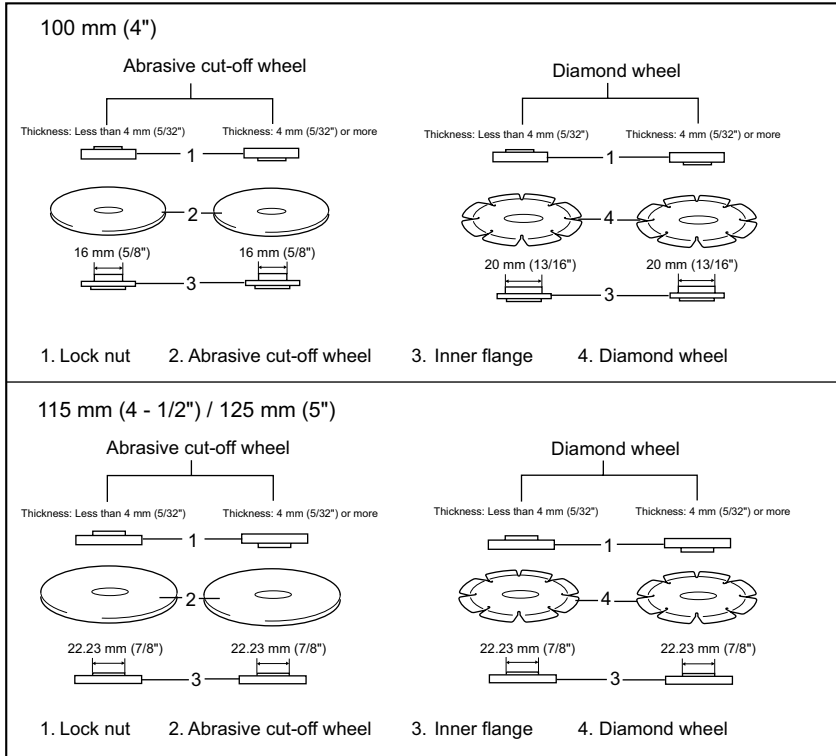 100 mm (4")
Abrasive cut-off wheel
Diamond wheel
Thickness: Less than 4 mm (5/32")
Thickness: 4 mm (5/32") or more
Thickness: Less than 4 mm (5/32")
Thickness: 4 mm (5/32") or more
1
1
2
4
16 mm (5/8")
16 mm (5/8")
20 mm (13/16")
20 mm (13/16")
3
3
1. Lock nut 2. Abrasive cut-off wheel 3. Inner flange 4. Diamond wheel
115 mm (4 - 1/2") / 125 mm (5")
Abrasive cut-off wheel
Diamond wheel
Thickness: Less than 4 mm (5/32")
Thickness: 4 mm (5/32") or more
Thickness: Less than 4 mm (5/32")
Thickness: 4 mm (5/32") or more
1
1
2
4
22.23 mm (7/8")
22.23 mm (7/8")
22.23 mm (7/8")
22.23 mm (7/8")
3
3
1. Lock nut 2. Abrasive cut-off wheel 3. Inner flange 4. Diamond wheel